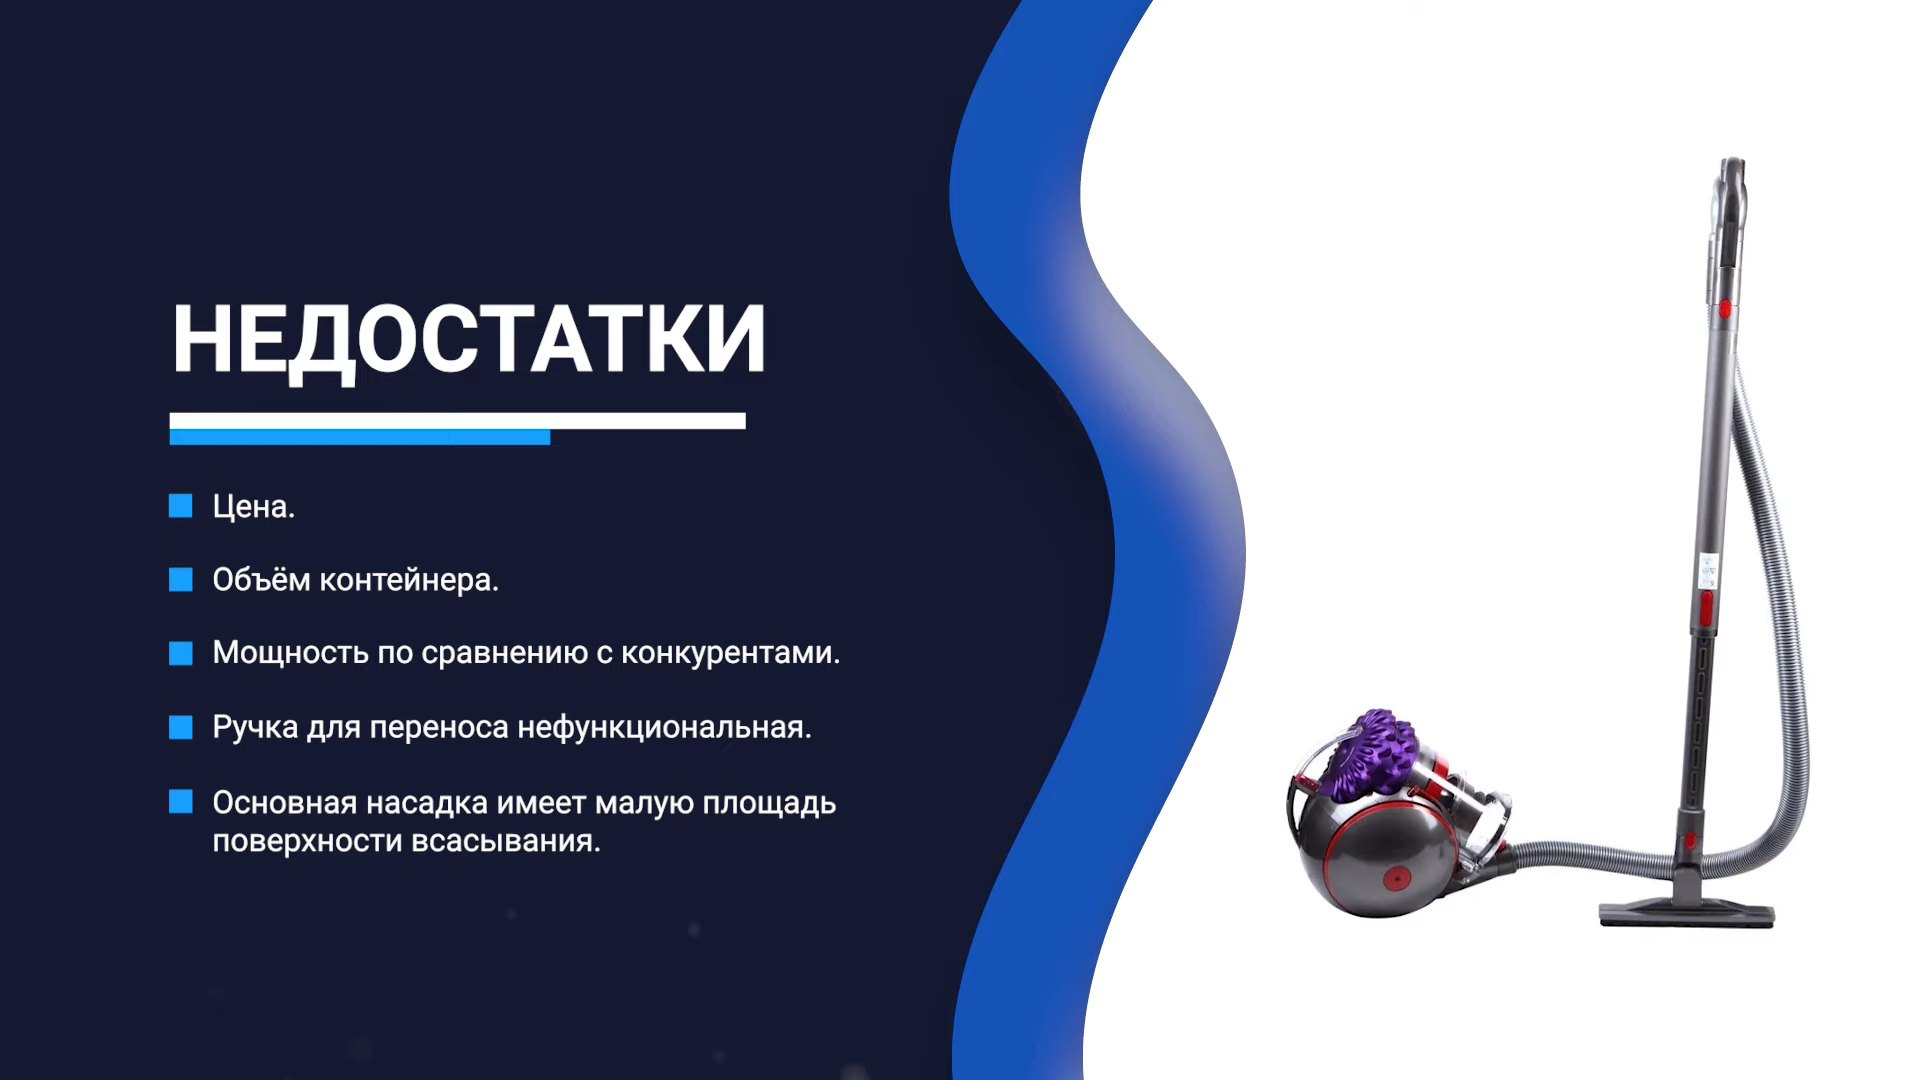 НЕДОСТАТКИ
Цена.
Объём контейнера.
Мощность по сравнению с конкурентами.
Ручка для переноса нефункциональная.
Основная насадка имеет малую площадь
поверхности всасывания.